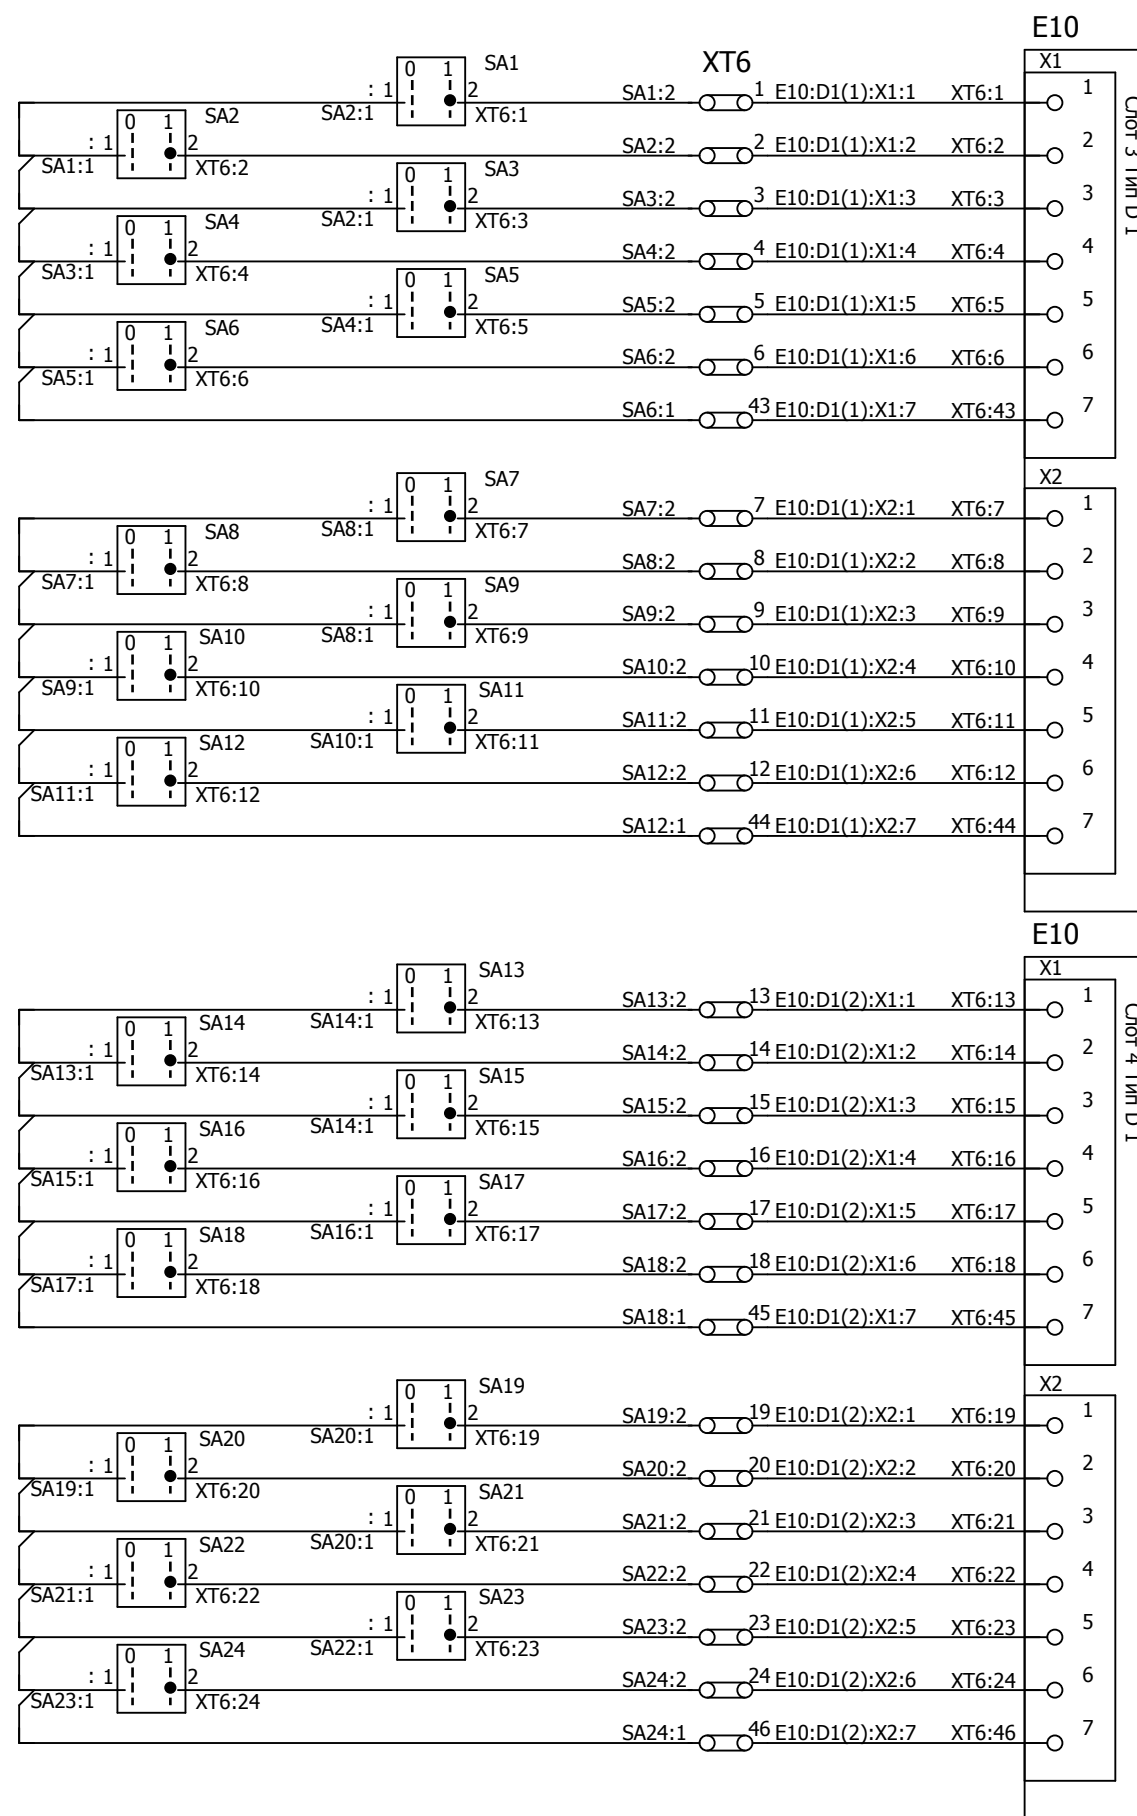 E10
XT6
X1
Слот 3 Тип D 1
0 1 SA1
: 1 2
SA2:1 XT6:1
SA1:2 1 E10:D1(1):X1:1 XT6:1 1
0 1 SA2
: 1 2
SA1:1 XT6:2
SA2:2 2 E10:D1(1):X1:2 XT6:2 2
0 1 SA3
: 1 2
SA2:1 XT6:3
SA3:2 3 E10:D1(1):X1:3 XT6:3 3
0 1 SA4
: 1 2
SA3:1 XT6:4
SA4:2 4 E10:D1(1):X1:4 XT6:4 4
0 1 SA5
: 1 2
SA4:1 XT6:5
SA5:2 5 E10:D1(1):X1:5 XT6:5 5
0 1 SA6
: 1 2
SA5:1 XT6:6
SA6:2 6 E10:D1(1):X1:6 XT6:6 6
SA6:1 43 E10:D1(1):X1:7 XT6:43 7
X2
0 1 SA7
: 1 2
SA8:1 XT6:7
SA7:2 7 E10:D1(1):X2:1 XT6:7 1
0 1 SA8
: 1 2
SA7:1 XT6:8
SA8:2 8 E10:D1(1):X2:2 XT6:8 2
0 1 SA9
: 1 2
SA8:1 XT6:9
SA9:2 9 E10:D1(1):X2:3 XT6:9 3
0 1 SA10
: 1 2
SA9:1 XT6:10
SA10:2 10 E10:D1(1):X2:4 XT6:10 4
0 1 SA11
: 1 2
SA10:1 XT6:11
SA11:2 11 E10:D1(1):X2:5 XT6:11 5
0 1 SA12
: 1 2
SA11:1 XT6:12
SA12:2 12 E10:D1(1):X2:6 XT6:12 6
SA12:1 44 E10:D1(1):X2:7 XT6:44 7
E10
X1
Слот 4 Тип D 1
0 1 SA13
: 1 2
SA14:1 XT6:13
SA13:2 13 E10:D1(2):X1:1 XT6:13 1
0 1 SA14
: 1 2
SA13:1 XT6:14
SA14:2 14 E10:D1(2):X1:2 XT6:14 2
0 1 SA15
: 1 2
SA14:1 XT6:15
SA15:2 15 E10:D1(2):X1:3 XT6:15 3
0 1 SA16
: 1 2
SA15:1 XT6:16
SA16:2 16 E10:D1(2):X1:4 XT6:16 4
0 1 SA17
: 1 2
SA16:1 XT6:17
SA17:2 17 E10:D1(2):X1:5 XT6:17 5
0 1 SA18
: 1 2
SA17:1 XT6:18
SA18:2 18 E10:D1(2):X1:6 XT6:18 6
SA18:1 45 E10:D1(2):X1:7 XT6:45 7
X2
0 1 SA19
: 1 2
SA20:1 XT6:19
SA19:2 19 E10:D1(2):X2:1 XT6:19 1
0 1 SA20
: 1 2
SA19:1 XT6:20
SA20:2 20 E10:D1(2):X2:2 XT6:20 2
0 1 SA21
: 1 2
SA20:1 XT6:21
SA21:2 21 E10:D1(2):X2:3 XT6:21 3
0 1 SA22
: 1 2
SA21:1 XT6:22
SA22:2 22 E10:D1(2):X2:4 XT6:22 4
0 1 SA23
: 1 2
SA22:1 XT6:23
SA23:2 23 E10:D1(2):X2:5 XT6:23 5
0 1 SA24
: 1 2
SA23:1 XT6:24
SA24:2 24 E10:D1(2):X2:6 XT6:24 6
SA24:1 46 E10:D1(2):X2:7 XT6:46 7